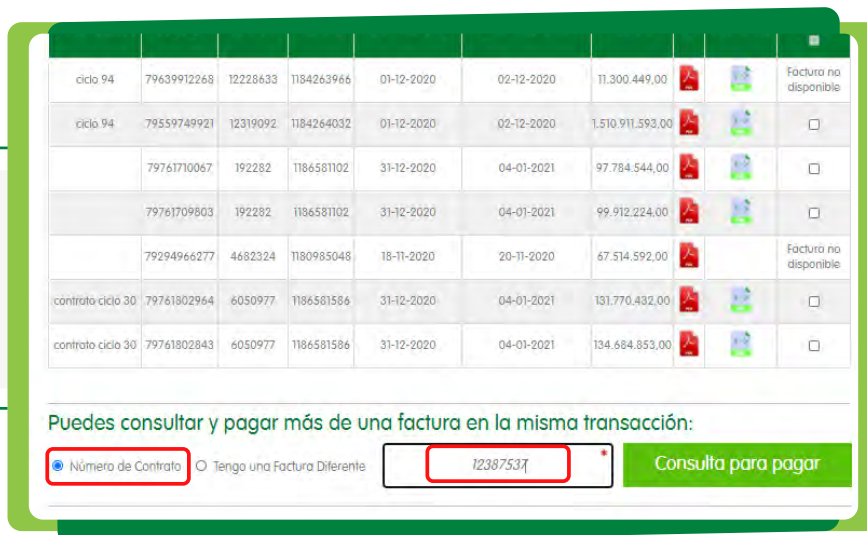 ciclo 94 79639912268 12228633 1184263966 01-12-2020 02-12-2020 11.300.449,00 Factura no disponible
ciclo 94 79559749921 12319092 1184264032 01-12-2020 02-12-2020 1.510.911.593,00
79761710067 192282 1186581102 31-12-2020 04-01-2021 97.784.544,00
79761709803 192282 1186581102 31-12-2020 04-01-2021 99.912.224,00
79294966277 4682324 1180985048 18-11-2020 20-11-2020 67.514.592,00 Factura no disponible
contrato ciclo 30 79761802964 6050977 1186581586 31-12-2020 04-01-2021 131.770.432,00
contrato ciclo 30 79761802843 6050977 1186581586 31-12-2020 04-01-2021 134.684.853,00
Puedes consultar y pagar más de una factura en la misma transacción:
Número de Contrato Tengo una Factura Diferente 12387537 * Consulta para pagar